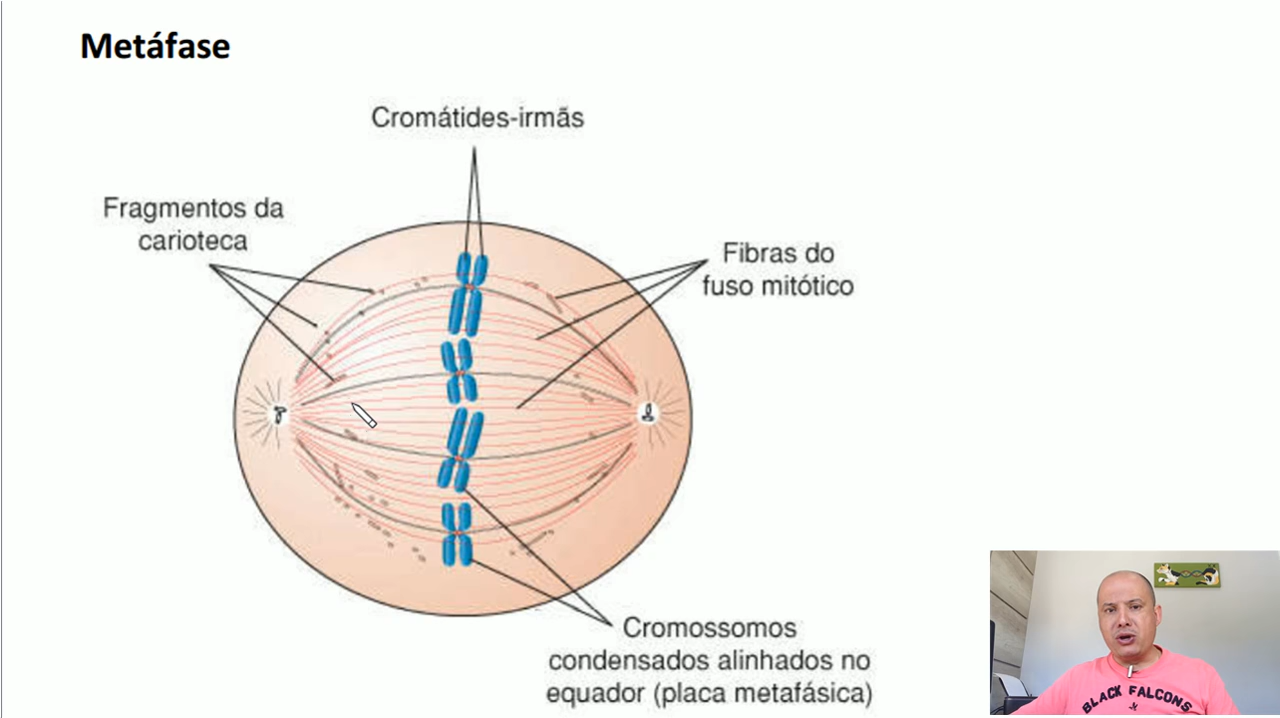 Metáfase
Cromátides-irmãs
Fragmentos da
carioteca
Fibras do
fuso mitótico
Cromossomos
condensados alinhados no
equador (placa metafásica)
BLACK FALCONS